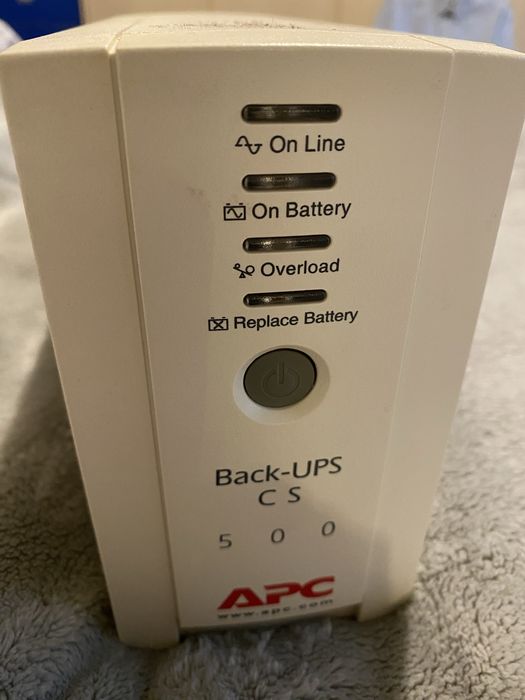 On Line
On Battery
Overload
Replace Battery
Back-UPS
CS
500
APC
www.apc.com